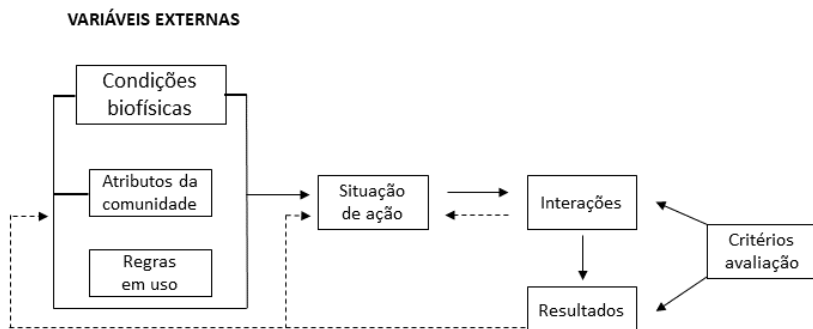 VARIÁVEIS EXTERNAS
Condições
biofísicas
Atributos da
comunidade
Regras
em uso
Situação
de ação
Interações
Resultados
Critérios
avaliação